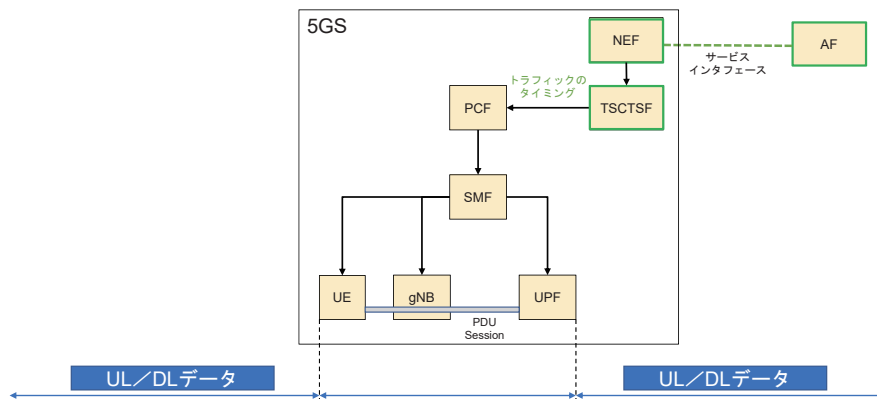 5GS
NEF
AF
サービス
インタフェース
トラフィックの
タイミング
PCF
TSCTSF
SMF
UE
gNB
UPF
PDU
Session
UL／DLデータ
UL／DLデータ